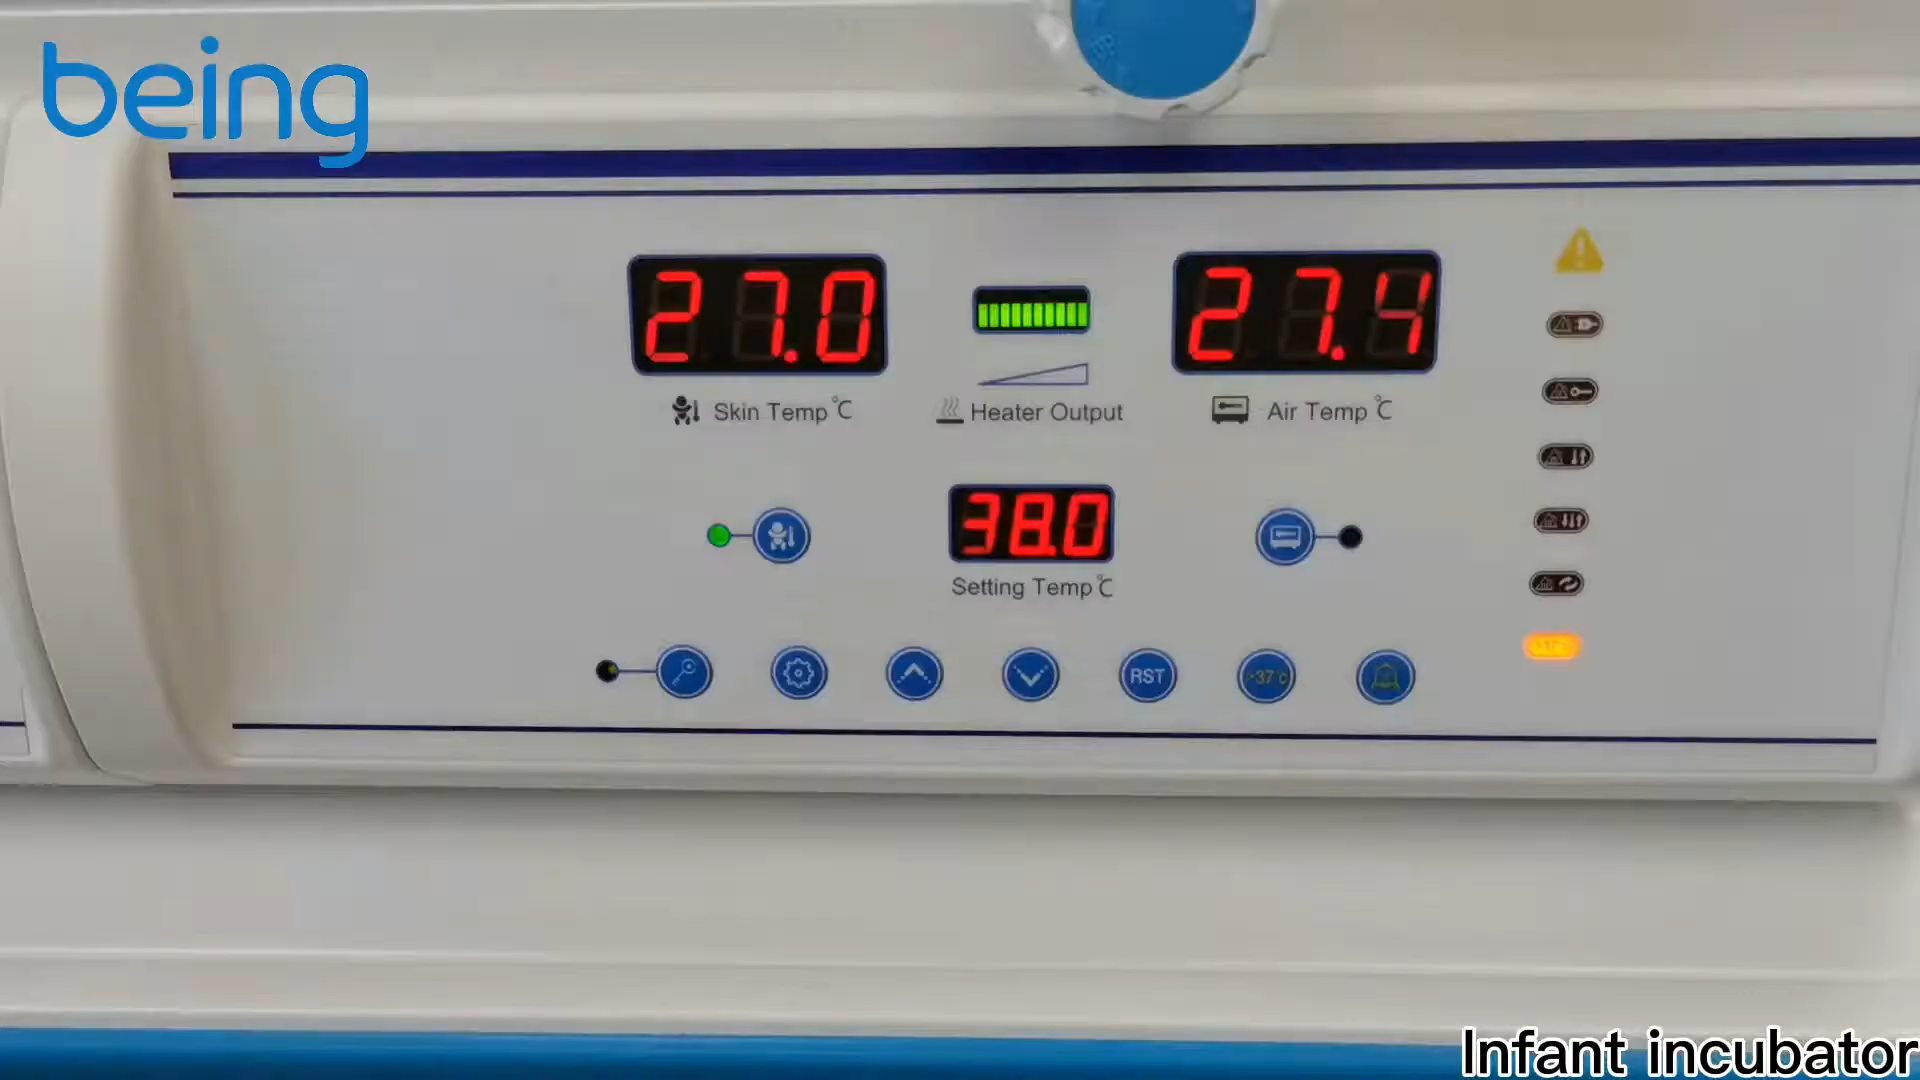 being
27.0
27.4
Skin Temp℃
Heater Output
Air Temp ℃
38.0
Setting Temp℃
RST
>37℃
Infant incubator